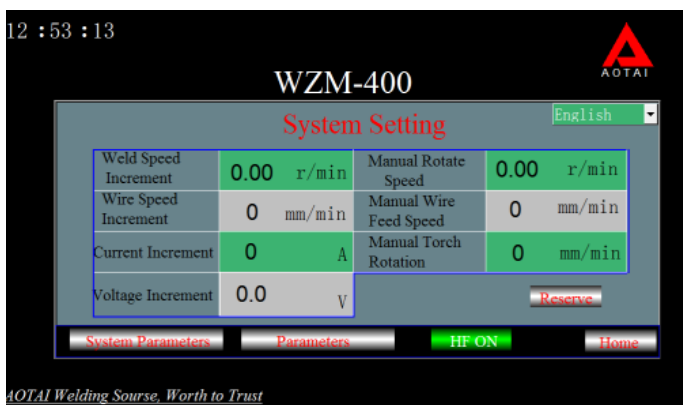 12 :53 :13
AOTAI
WZM-400
System Setting
English
Weld Speed
Increment
0.00 r/min
Manual Rotate
Speed
0.00 r/min
Wire Speed
Increment
0 mm/min
Manual Wire
Feed Speed
0 mm/min
Current Increment
0 A
Manual Torch
Rotation
0 mm/min
Voltage Increment
0.0 V
Reserve
System Parameters
Parameters
HF ON
Home
AOTAI Welding Sourse, Worth to Trust